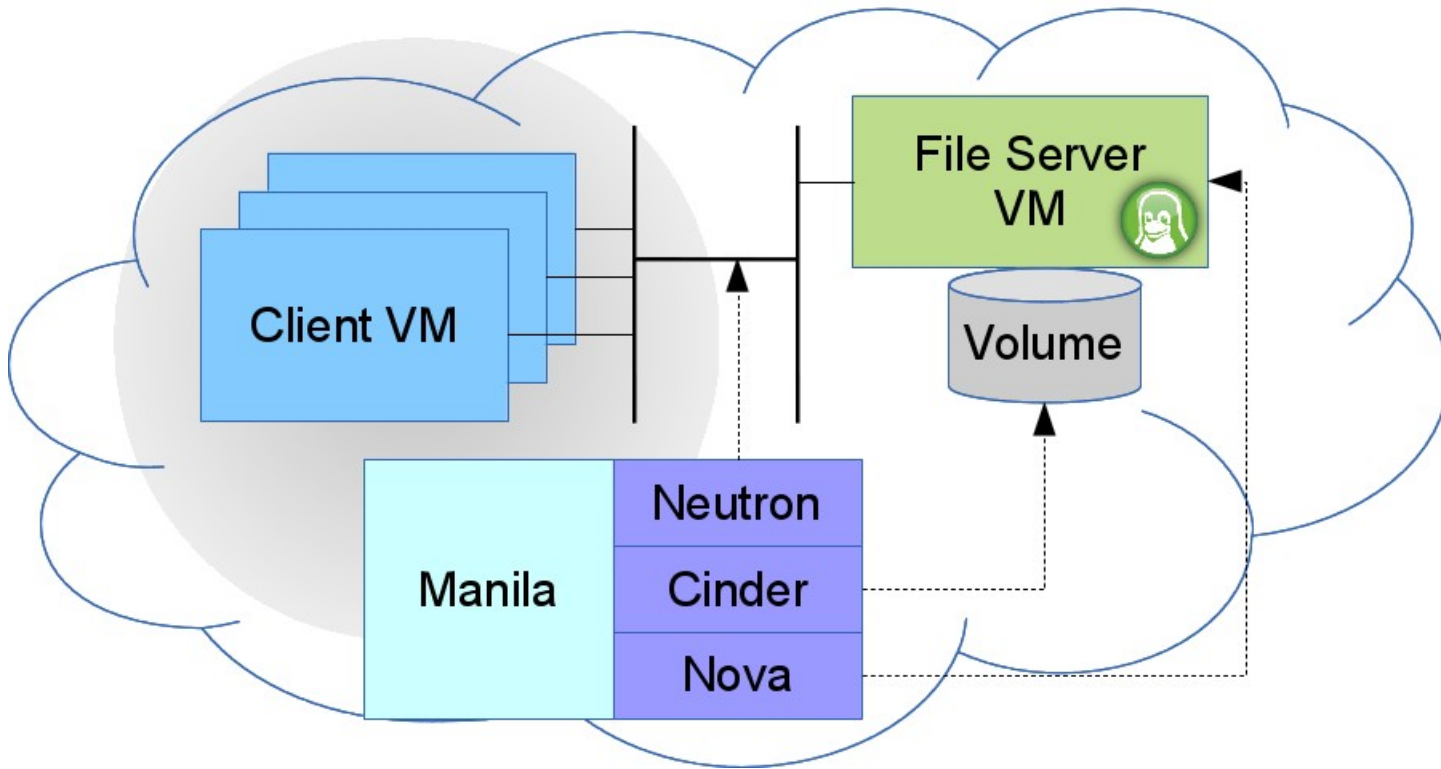 File Server
VM
Client VM
Volume
Neutron
Manila
Cinder
Nova